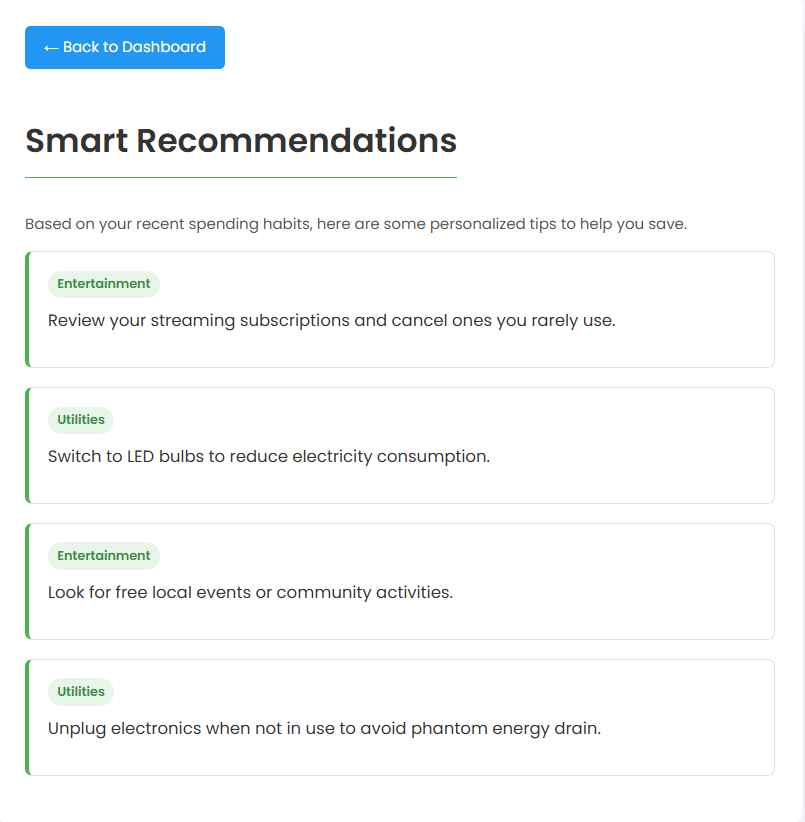 ← Back to Dashboard
Smart Recommendations
Based on your recent spending habits, here are some personalized tips to help you save.
Entertainment
Review your streaming subscriptions and cancel ones you rarely use.
Utilities
Switch to LED bulbs to reduce electricity consumption.
Entertainment
Look for free local events or community activities.
Utilities
Unplug electronics when not in use to avoid phantom energy drain.